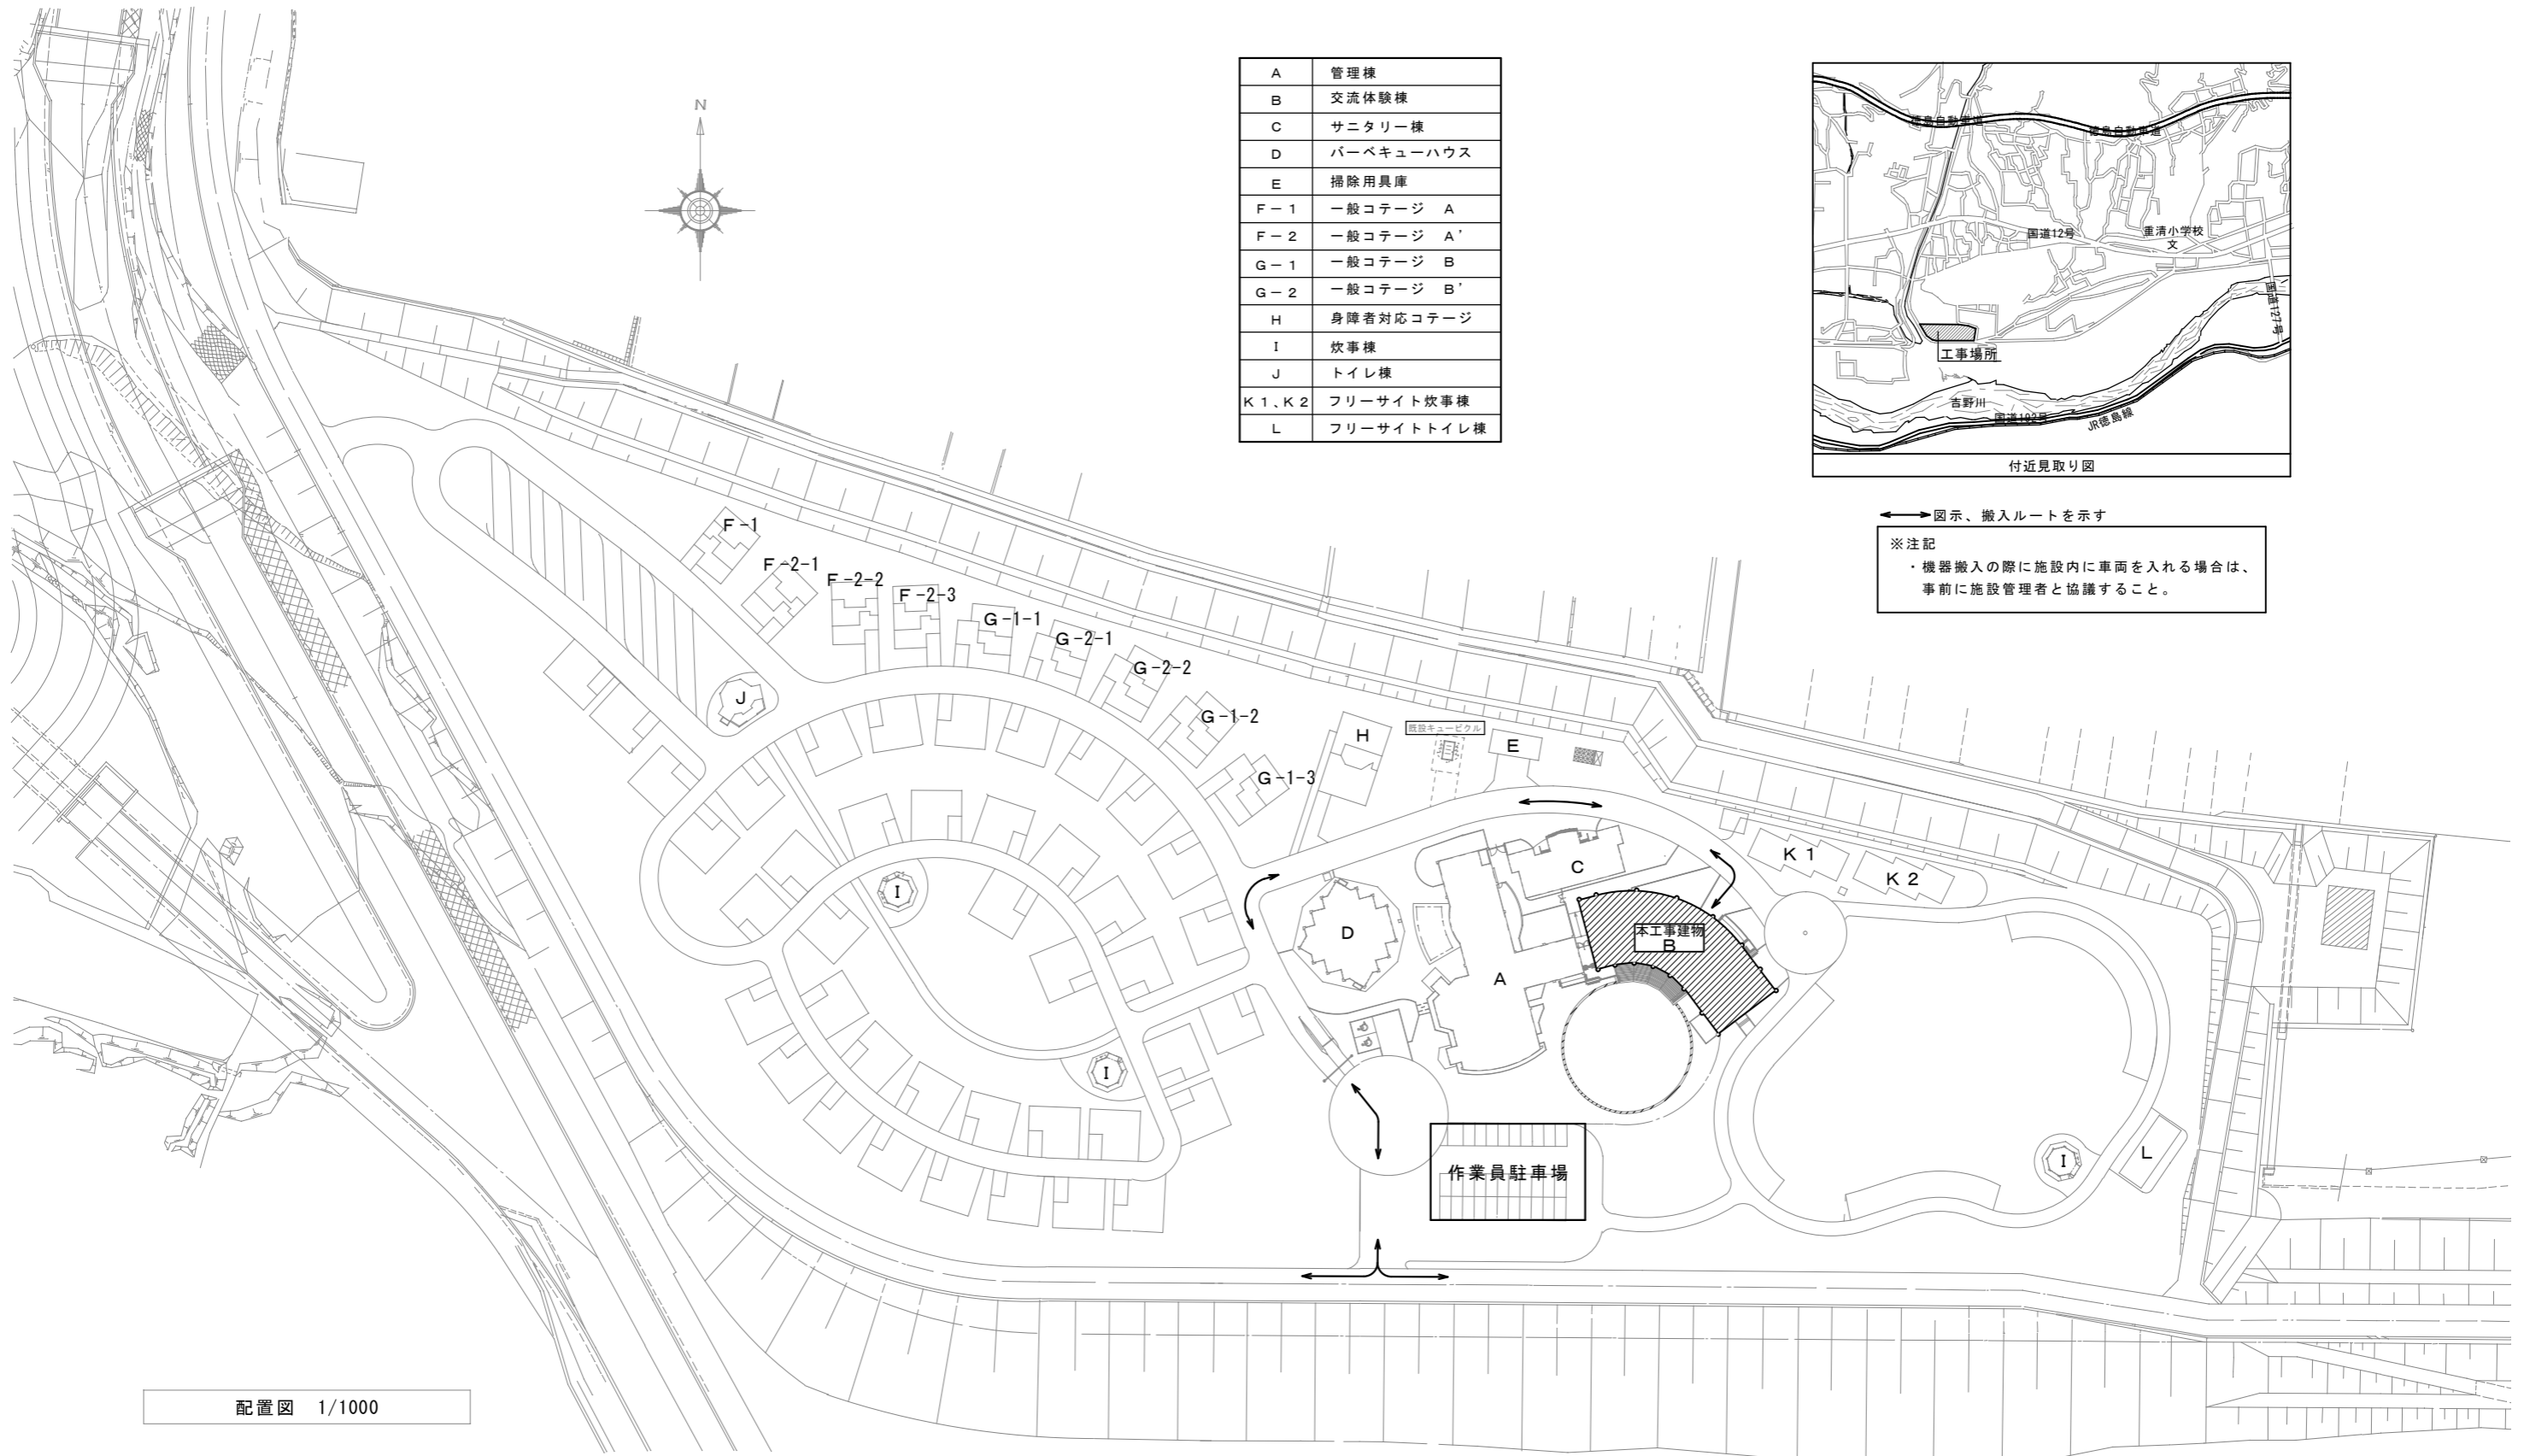 N
A 管理棟
B 交流体験棟
C サニタリー棟
D バーベキューハウス
E 掃除用具庫
F－1 一般コテージ　A
F－2 一般コテージ　A'
G－1 一般コテージ　B
G－2 一般コテージ　B'
H 身障者対応コテージ
I 炊事棟
J トイレ棟
K1、K2 フリーサイト炊事棟
L フリーサイトトイレ棟
徳島自動車道
徳島自動車道
国道12号
重清小学校
文
国道127号
工事場所
吉野川
国道192号
JR徳島線
付近見取り図
図示、搬入ルートを示す
※注記
・機器搬入の際に施設内に車両を入れる場合は、
事前に施設管理者と協議すること。
F-1
F-2-1
F-2-2
F-2-3
G-1-1
G-2-1
G-2-2
G-1-2
G-1-3
J
H
既設キュービクル
E
K1
K2
C
I
D
本工事建物
B
A
I
作業員駐車場
I
L
配置図　1/1000